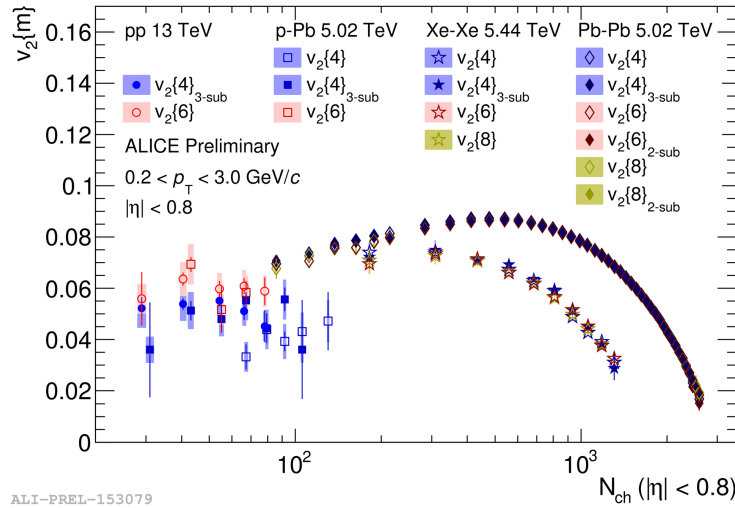 pp 13 TeV p-Pb 5.02 TeV Xe-Xe 5.44 TeV Pb-Pb 5.02 TeV
v₂{4} v₂{4} v₂{4}
v₂{4}3-sub v₂{4}3-sub v₂{4}3-sub v₂{4}3-sub
v₂{6} v₂{6} v₂{6} v₂{6}
v₂{8} v₂{6}2-sub
v₂{8}
v₂{8}2-sub
ALICE Preliminary
0.2 < pT < 3.0 GeV/c
|η| < 0.8
v₂{m}
0.16
0.14
0.12
0.1
0.08
0.06
0.04
0.02
0
10² 10³
Nch (|η| < 0.8)
ALI-PREL-153079